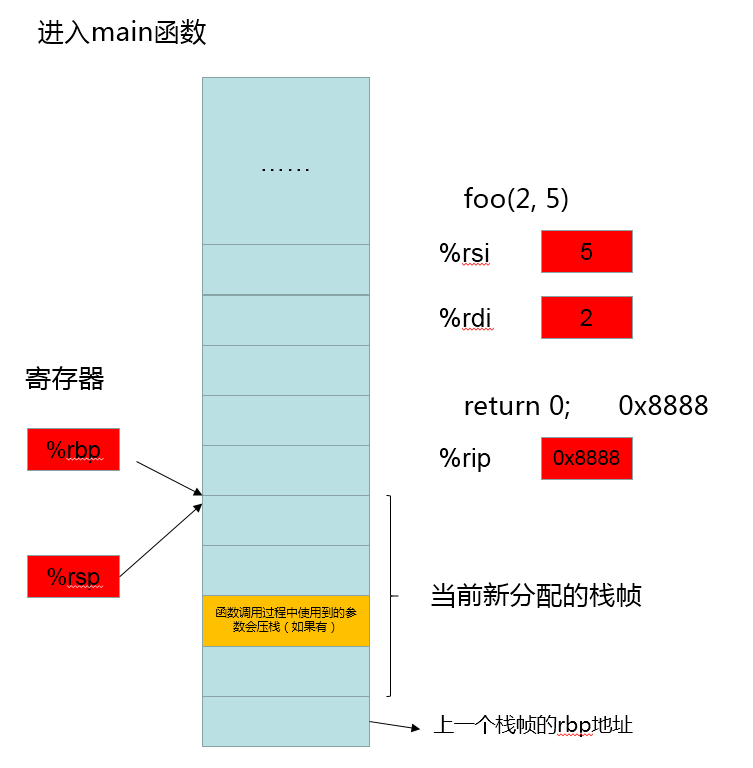 进入main函数
……
foo(2, 5)
%rsi
5
%rdi
2
寄存器
return 0;
0x8888
%rbp
%rip
0x8888
%rsp
当前新分配的栈帧
函数调用过程中使用到的参
数会压栈（如果有）
上一个栈帧的rbp地址